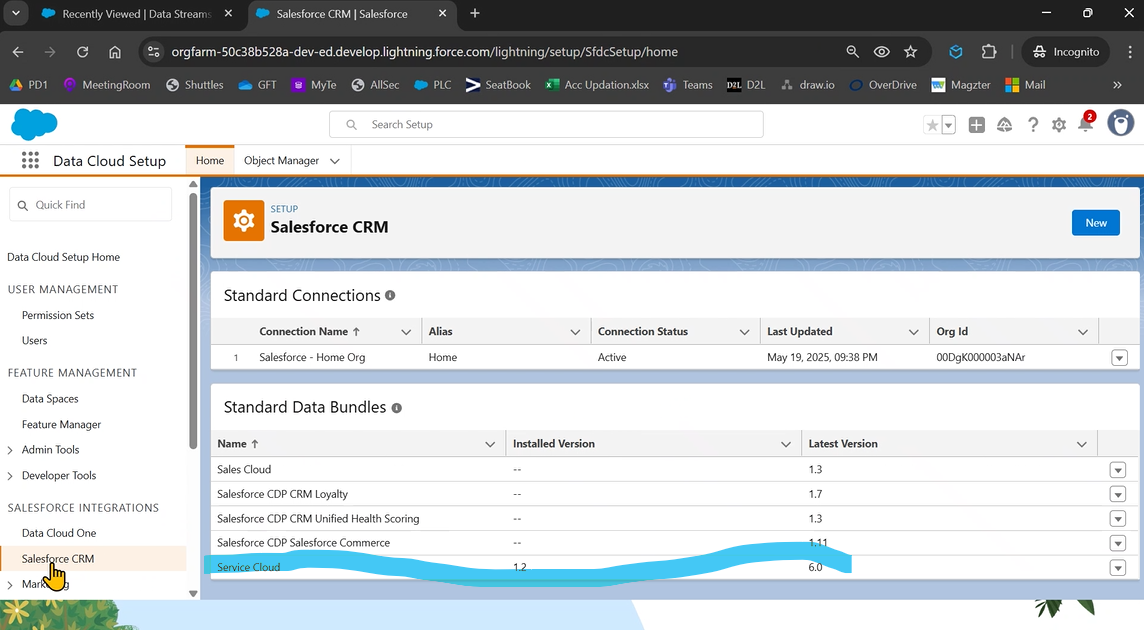 Recently Viewed | Data Streams
Salesforce CRM | Salesforce
orgfarm-50c38b528a-dev-ed.develop.lightning.force.com/lightning/setup/SfdcSetup/home
Incognito
PD1 MeetingRoom Shuttles GFT MyTe AllSec PLC SeatBook Acc Updation.xlsx Teams D2L D2L draw.io OverDrive Magzter Mail
Search Setup
2
Data Cloud Setup Home Object Manager
Quick Find
Data Cloud Setup Home
USER MANAGEMENT
Permission Sets
Users
FEATURE MANAGEMENT
Data Spaces
Feature Manager
Admin Tools
Developer Tools
SALESFORCE INTEGRATIONS
Data Cloud One
Salesforce CRM
SETUP
Salesforce CRM
New
Standard Connections
Connection Name Alias Connection Status Last Updated Org Id
1 Salesforce - Home Org Home Active May 19, 2025, 09:38 PM 00DgK000003aNAr
Standard Data Bundles
Name Installed Version Latest Version
Sales Cloud -- 1.3
Salesforce CDP CRM Loyalty -- 1.7
Salesforce CDP CRM Unified Health Scoring -- 1.3
Salesforce CDP Salesforce Commerce -- 1.11
Service Cloud 1.2 6.0